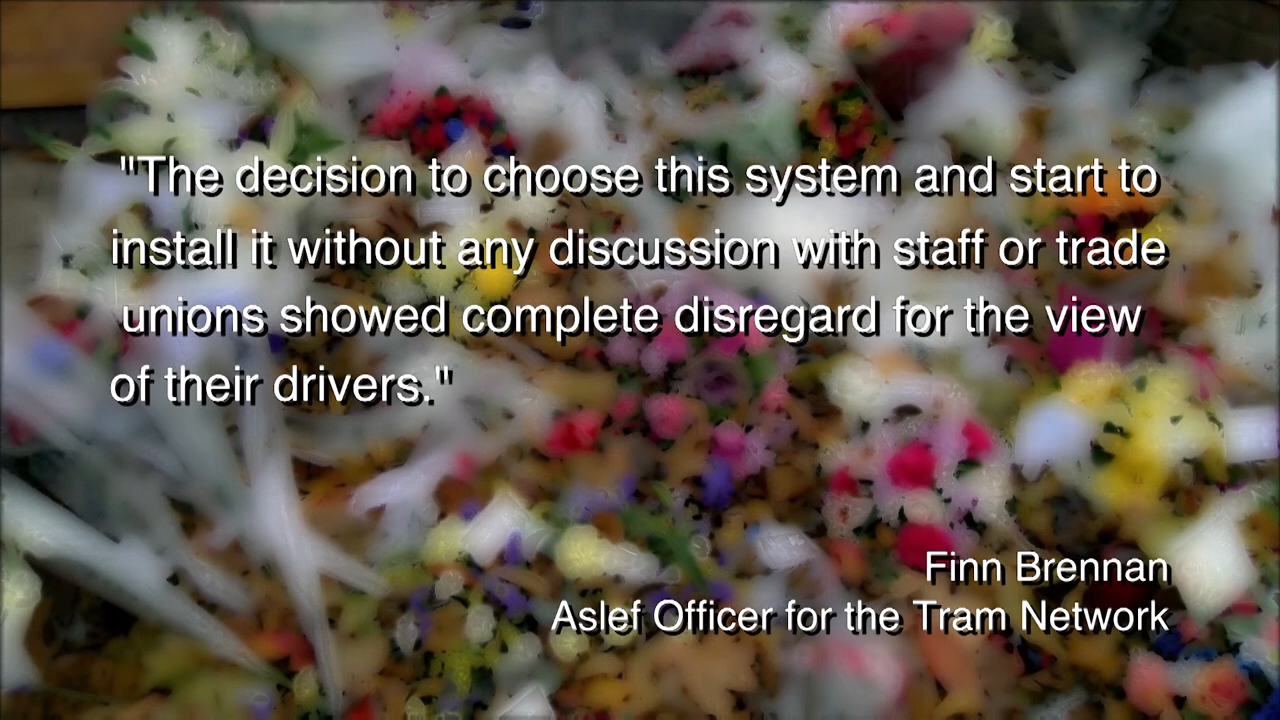 "The decision to choose this system and start to
install it without any discussion with staff or trade
unions showed complete disregard for the view
of their drivers."
Finn Brennan
Aslef Officer for the Tram Network